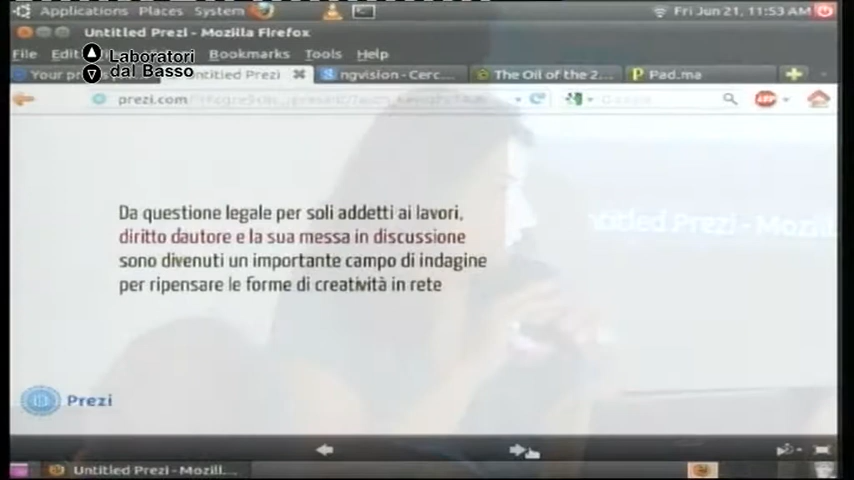 Applications Places System
Fri Jun 21, 11:53 AM
Untitled Prezi - Mozilla Firefox
File Edit Bookmarks Tools Help
Laboratori
dal Basso
Untitled Prezi
ngvision - Cerc...
The Oil of the 2...
Pad.ma
prezi.com
Da questione legale per soli addetti ai lavori,
diritto dautore e la sua messa in discussione
sono divenuti un importante campo di indagine
per ripensare le forme di creatività in rete
Prezi
Untitled Prezi - Mozill...